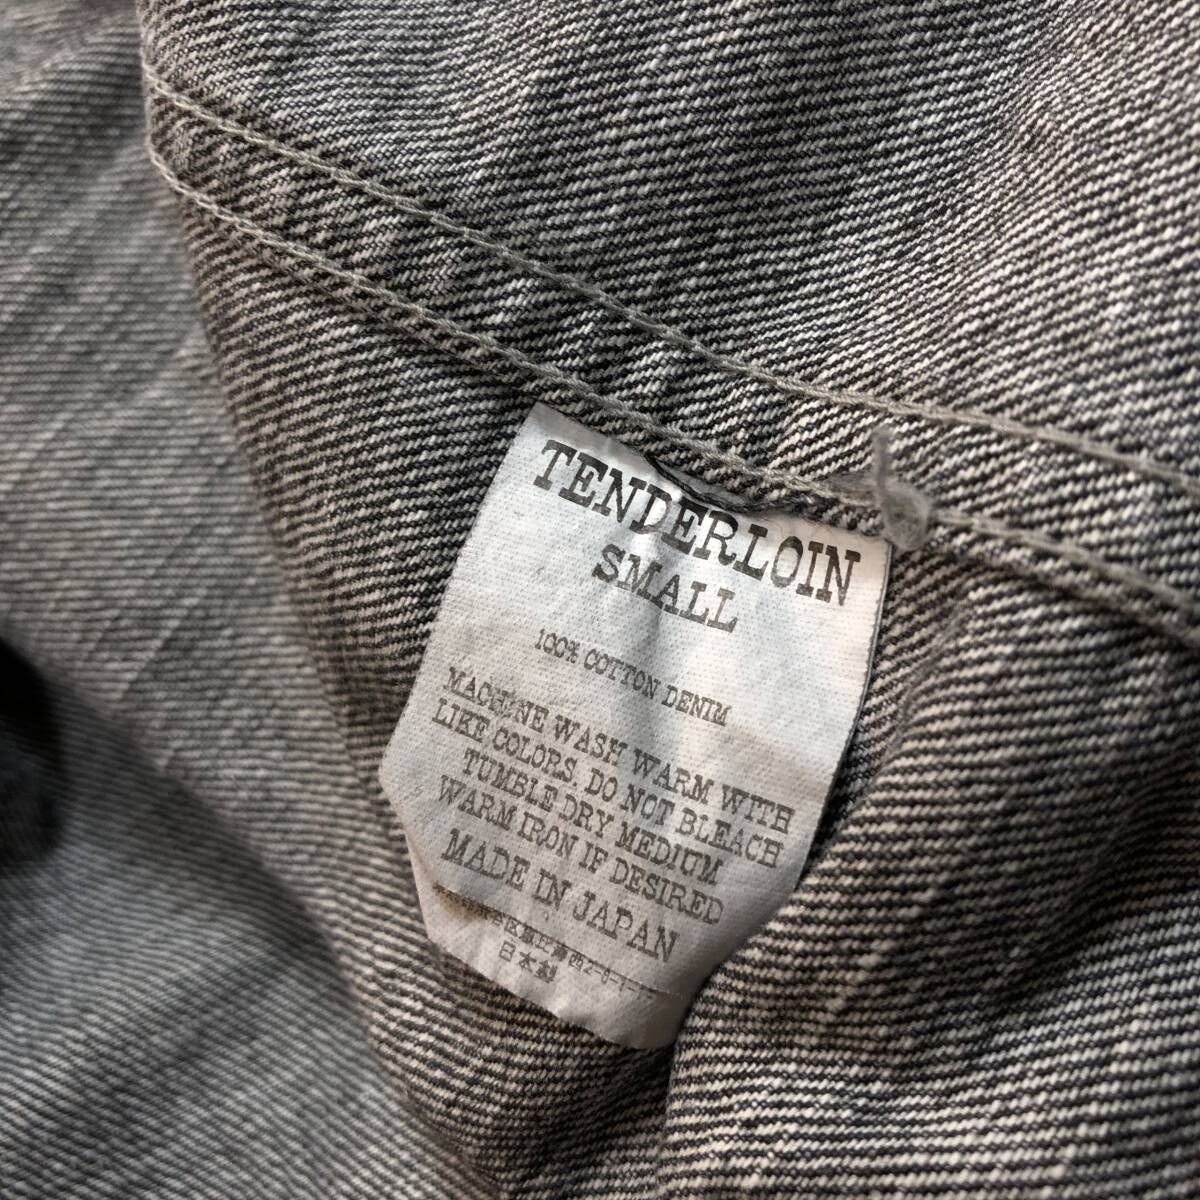 TENDERLOIN
SMALL
100% COTTON DENIM
MACHINE WASH WARM WITH
LIKE COLORS. DO NOT BLEACH
TUMBLE DRY MEDIUM
WARM IRON IF DESIRED
MADE IN JAPAN
日本製